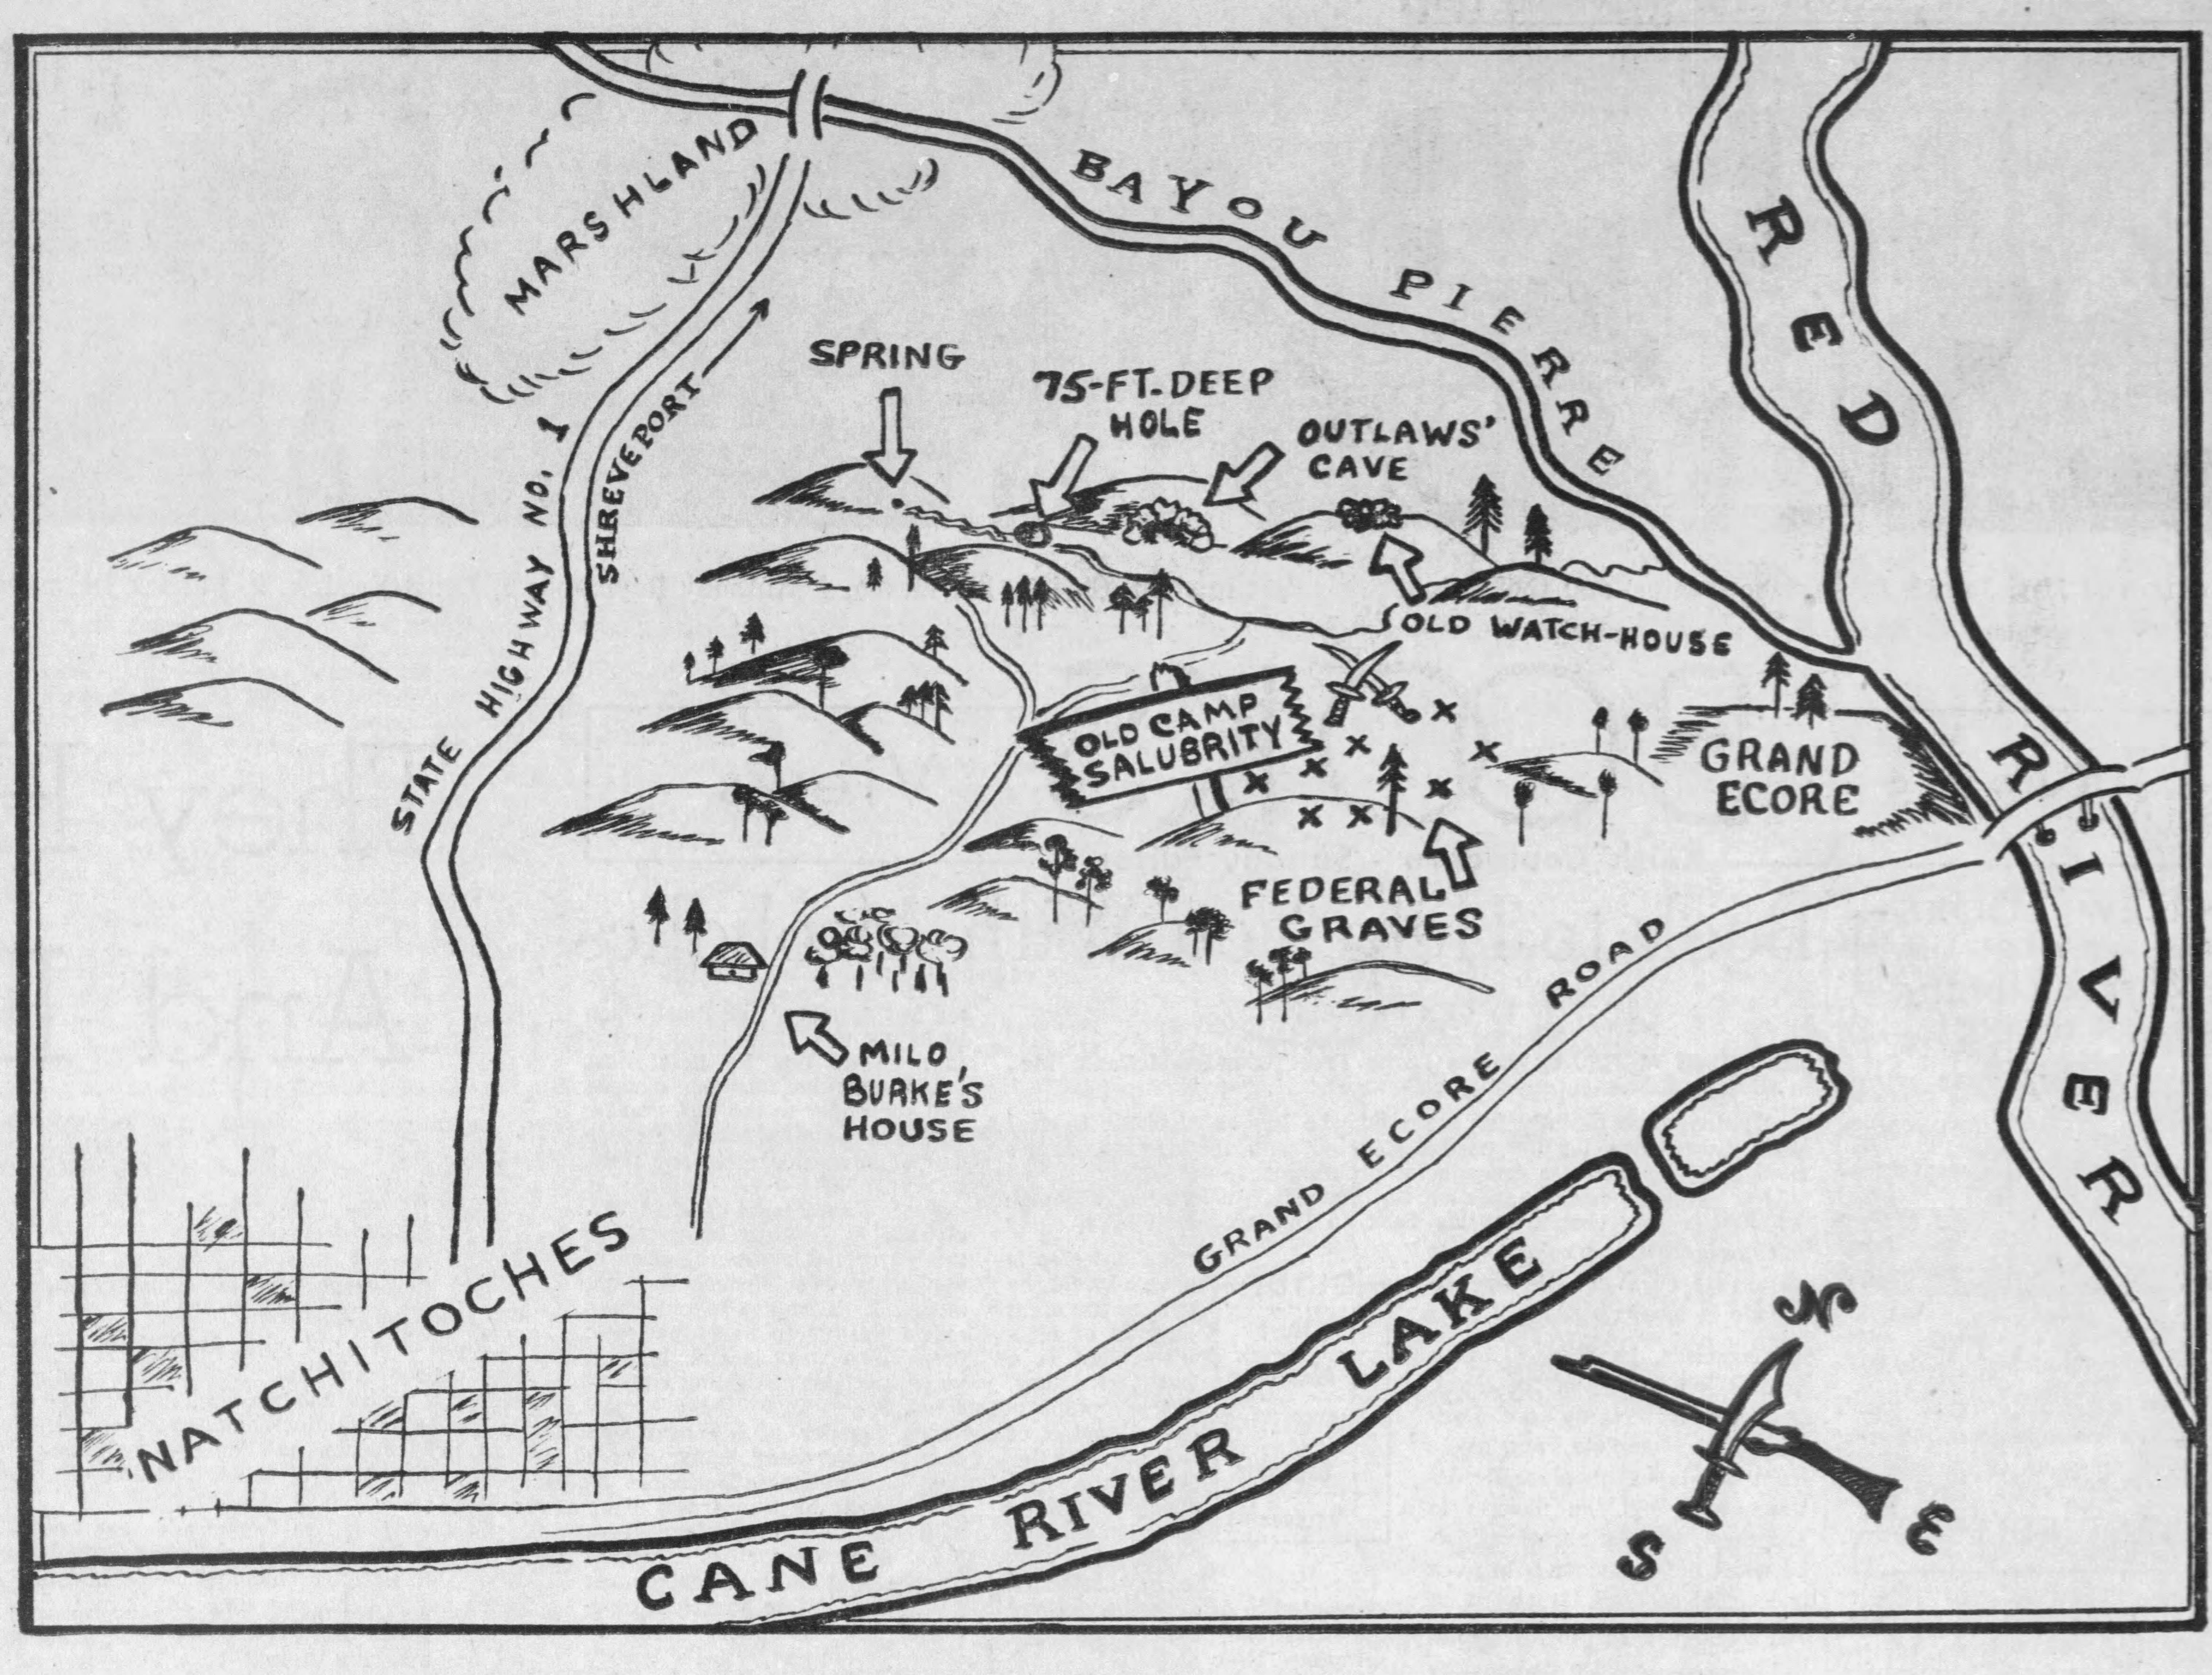 MARSHLAND
BAYOU PIERRE
RED RIVER
STATE HIGHWAY NO. 1
SHREVEPORT
SPRING
75-FT. DEEP
HOLE
OUTLAWS'
CAVE
OLD WATCH-HOUSE
OLD CAMP
SALUBRITY
GRAND
ECORE
FEDERAL
GRAVES
MILO
BURKE'S
HOUSE
GRAND ECORE ROAD
NATCHITOCHES
CANE RIVER LAKE
N
E
S